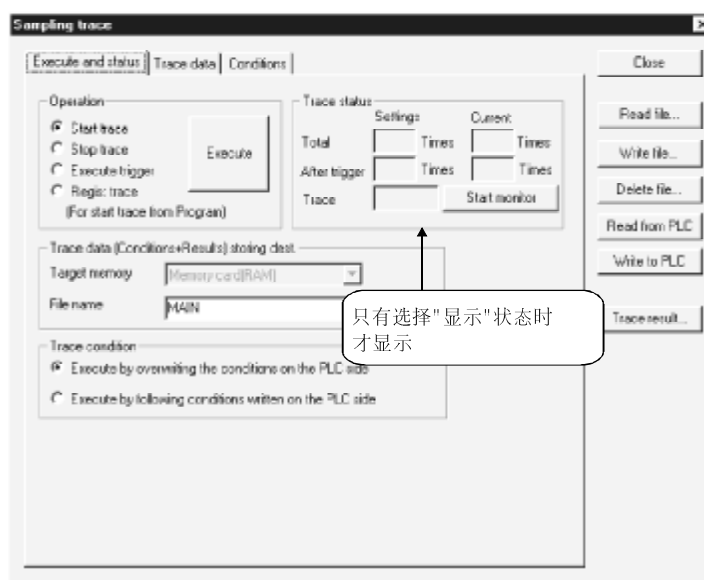 Sampling trace
Execute and status Trace data Conditions
Close
Operation
Start trace
Stop trace
Execute trigger
Regis: trace
(For start trace from Program)
Execute
Trace status
Settings Current
Total Times Times
After trigger Times Times
Trace Start monitor
Read file...
Write file...
Delete file...
Read from PLC
Write to PLC
Trace result...
Trace data (Conditions+Results) storing dest.
Target memory Memory card(RAM)
File name MAIN
只有选择"显示"状态时
才显示
Trace condition
Execute by overwriting the conditions on the PLC side
Execute by following conditions written on the PLC side